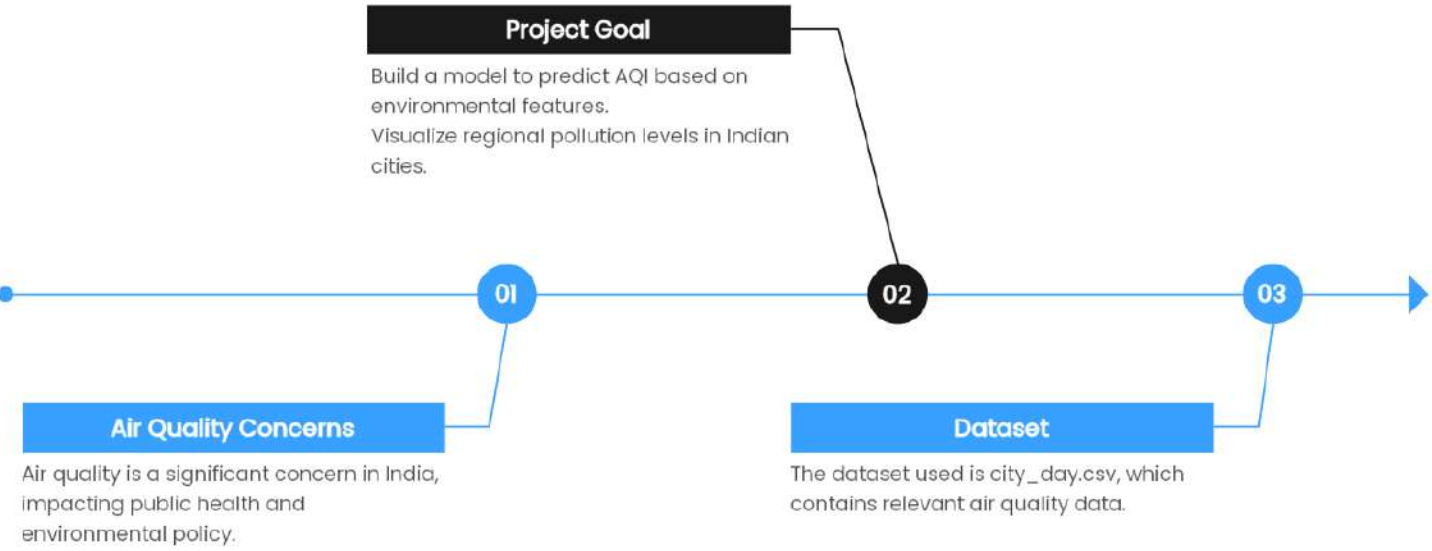 Project Goal
Build a model to predict AQI based on
environmental features.
Visualize regional pollution levels in Indian
cities.
01
02
03
Air Quality Concerns
Air quality is a significant concern in India,
impacting public health and
environmental policy.
Dataset
The dataset used is city_day.csv, which
contains relevant air quality data.